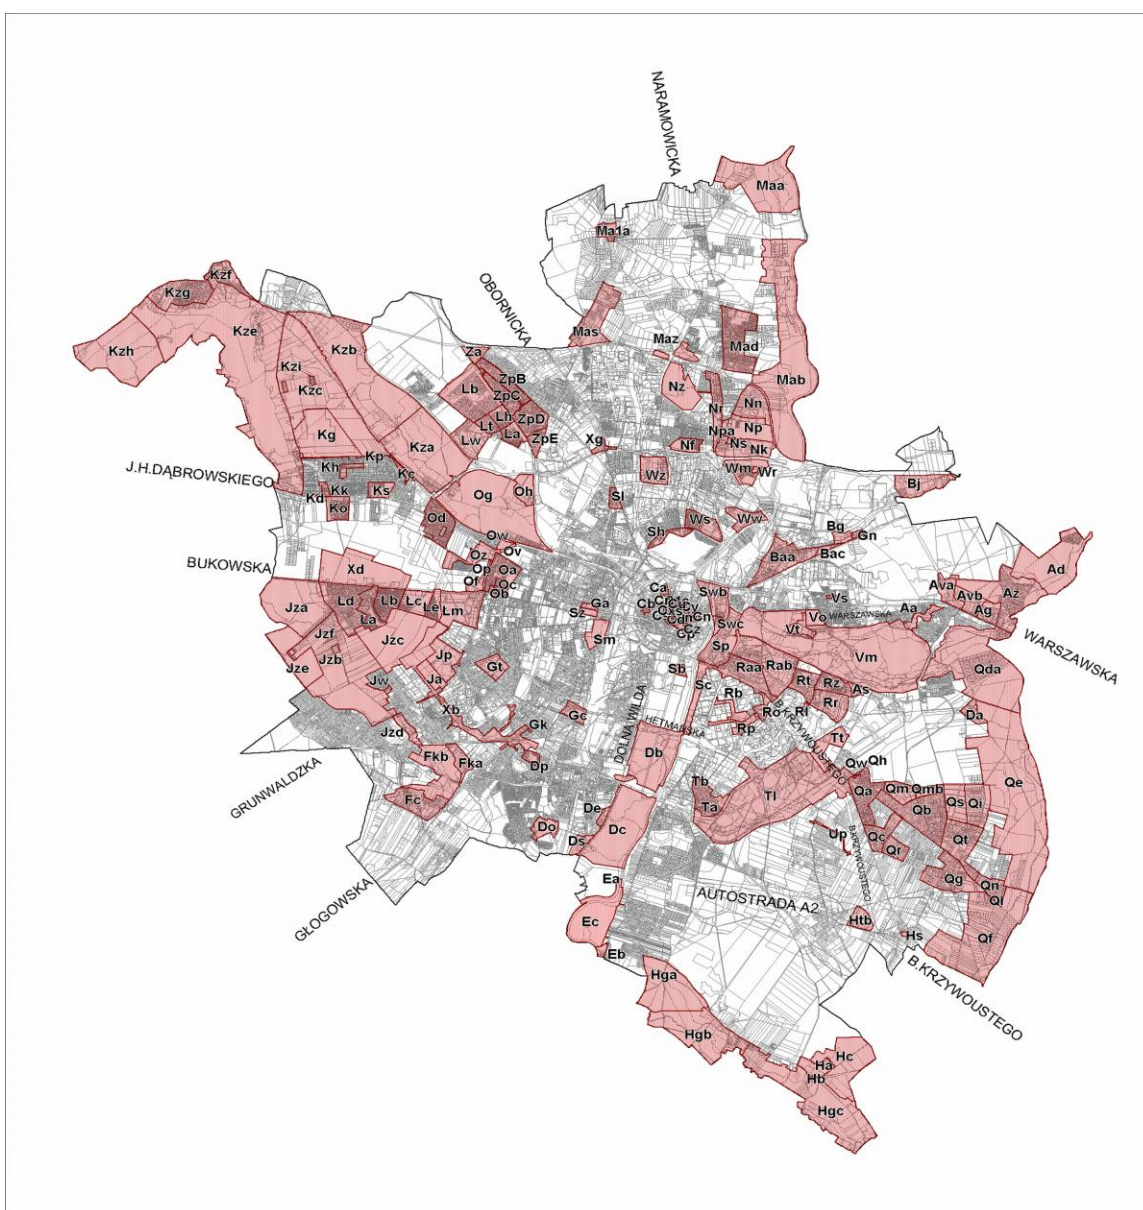 NARAMOWICKA
Maa
Ma1a
Kzf
Kzg
OBORNICKA
Kze
Mas
Maz
Mad
Kzh
Kzb
Za
Kzi
ZpB
Mab
Kzc
Lb
ZpC
Nz
Nn
Nr
Lh
ZpD
Kg
Lt
La
Npa
Np
Kza
Lw
ZpE
Xg
Nf
Ns
Nk
J.H.DĄBROWSKIEGO
Kp
Kh
Kc
Wz
Wm
Wr
Kd
Kk
Ks
Og
Oh
Bj
Ko
Sl
Od
Ws
Ww
Ow
Sh
Bg
Gn
Oz
Ov
Baa
Bac
BUKOWSKA
Xd
Op
Oa
Ad
Of
Oc
Ava
Ob
Ca
Swb
Avb
Az
Jza
Ld
Lb
Lc
Le
Lm
Ga
Cb
Vs
Aa
Ag
La
Sz
Cn
Vo
WARSZAWSKA
Jzf
Jzc
Sm
Swc
Vt
WARSZAWSKA
Jze
Jzb
Jp
Gt
Sp
Vm
Raa
Rab
Qda
Jw
Ja
Sb
Sc
Rb
Rt
Rz
As
Xb
Gc
Ro
Rl
Rr
Da
DOLNA WILDA
HETMAŃSKA
Rp
B.KRZYWOUSTEGO
Tt
Jzd
Gk
Fkb
Fka
Dp
Db
Qw
Qh
GRUNWALDZKA
Tb
Tl
Qa
Qm
Qmb
Qe
Fc
Ta
Qb
Qs
Qi
De
Do
Dc
Up
Qc
Qt
Ds
Qr
B.KRZYWOUSTEGO
Ea
Qg
Qn
GŁOGOWSKA
AUTOSTRADA A2
Ql
Ec
Htb
Hs
Qf
Eb
B.KRZYWOUSTEGO
Hga
Hgb
Hc
Ha
Hb
Hgc